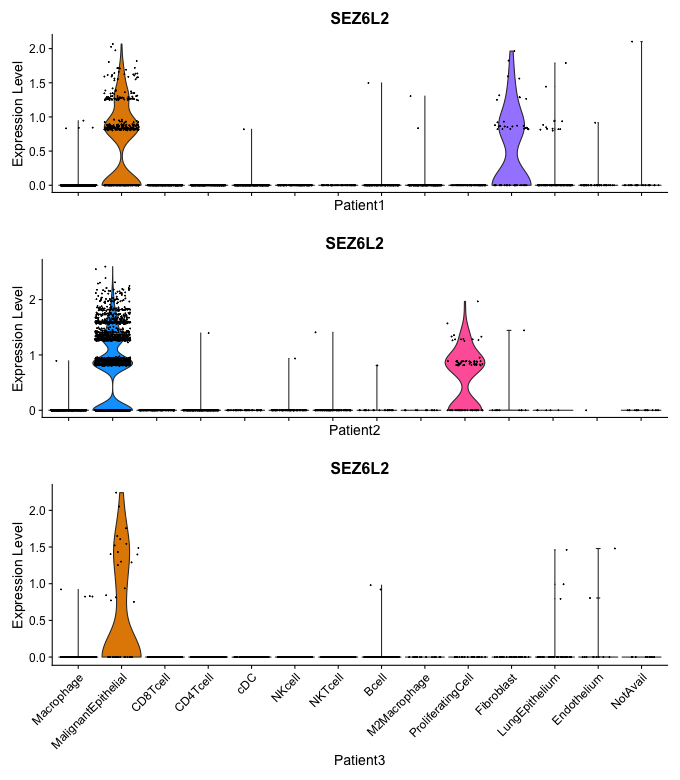 SEZ6L2
Expression Level
2.0
1.5
1.0
0.5
0.0
Patient1
SEZ6L2
Expression Level
2
1
0
Patient2
SEZ6L2
Expression Level
2.0
1.5
1.0
0.5
0.0
Macrophage
MalignantEpithelial
CD8Tcell
CD4Tcell
cDC
NKcell
NKTcell
Bcell
M2Macrophage
ProliferatingCell
Fibroblast
LungEpithelium
Endothelium
NotAvail
Patient3